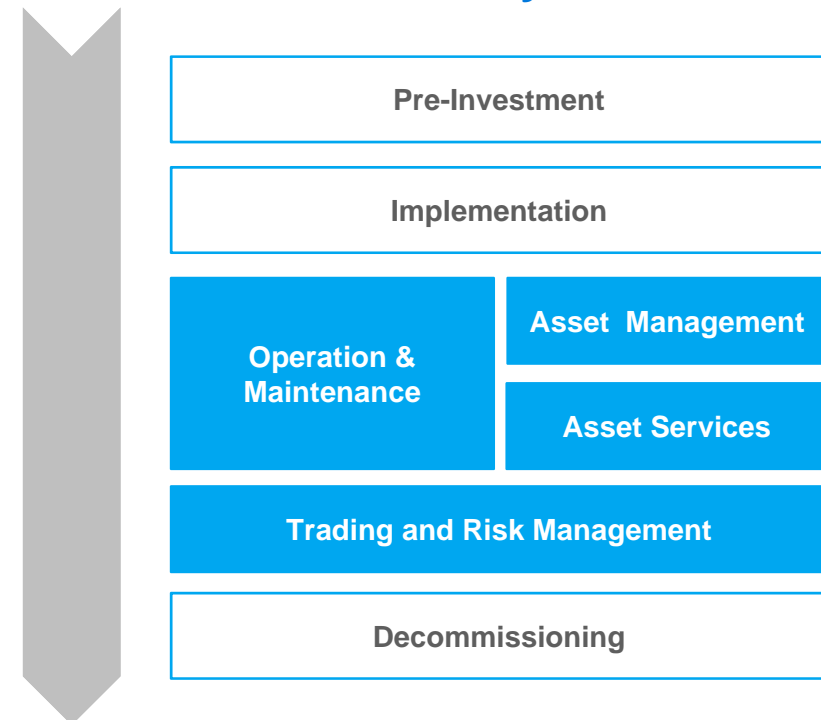 Pre-Investment
Implementation
Operation &
Maintenance
Asset Management
Asset Services
Trading and Risk Management
Decommissioning